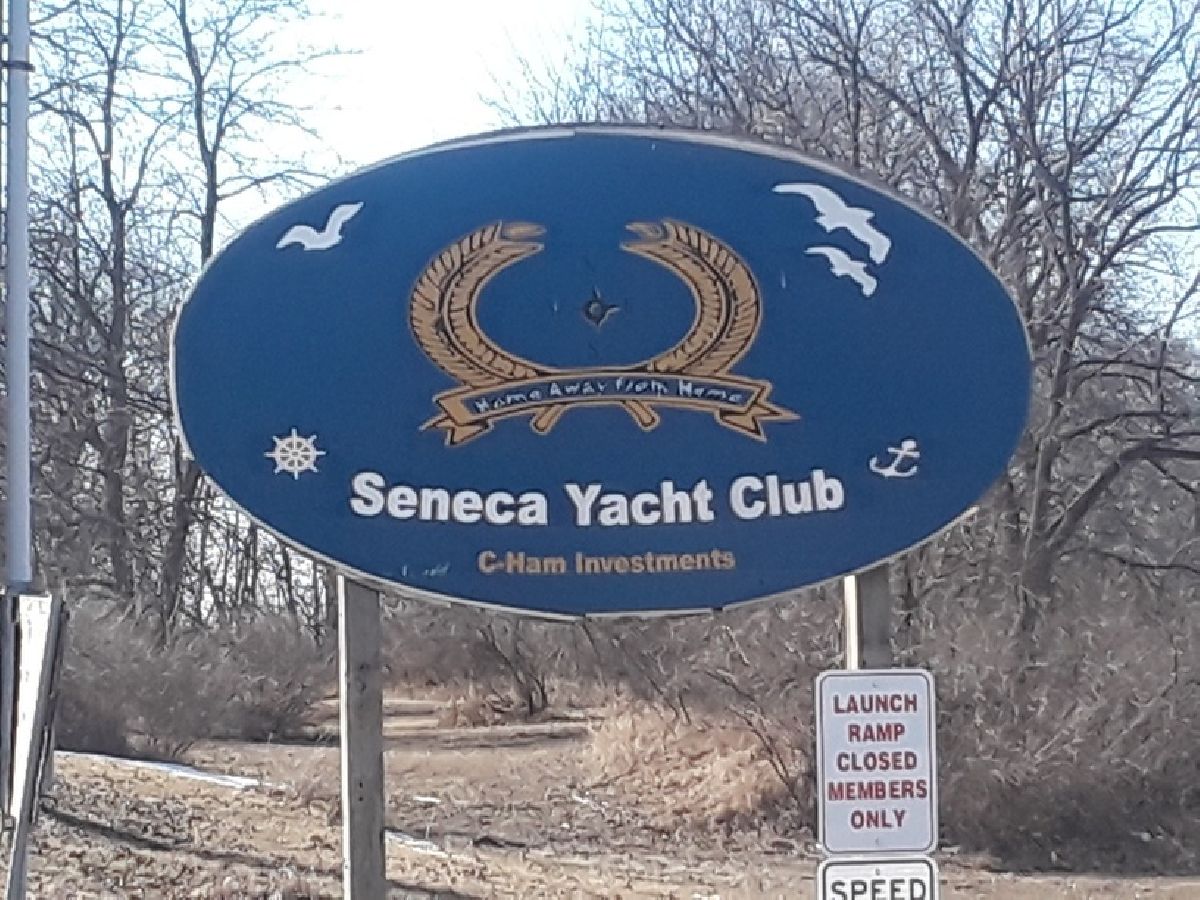 Home Away from Home
Seneca Yacht Club
C-Ham Investments
LAUNCH
RAMP
CLOSED
MEMBERS
ONLY
SPEED